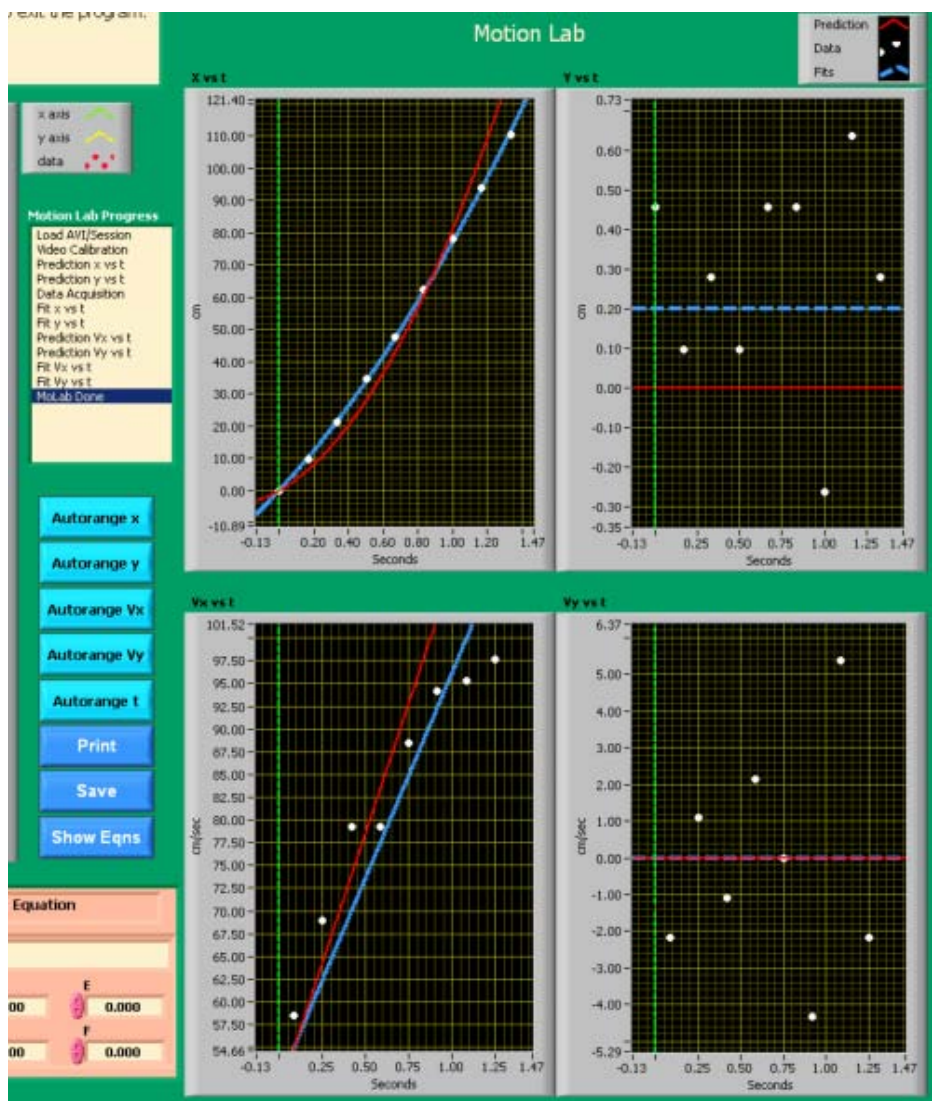 exit the program.
Motion Lab
Prediction
Data
Fits
x axis
y axis
data
Motion Lab Progress
Load AVI/Session
Video Calibration
Prediction x vs t
Prediction y vs t
Data Acquisition
Fit x vs t
Fit y vs t
Prediction Vx vs t
Prediction Vy vs t
Fit Vx vs t
Fit Vy vs t
MoLab Done
Autorange x
Autorange y
Autorange Vx
Autorange Vy
Autorange t
Print
Save
Show Eqns
Equation
E
00
0.000
F
00
0.000
X vs t
121.40
110.00
100.00
90.00
80.00
70.00
60.00
50.00
40.00
30.00
20.00
10.00
0.00
-10.89
cm
-0.13 0.20 0.40 0.60 0.80 1.00 1.20 1.47
Seconds
Y vs t
0.73
0.60
0.50
0.40
0.30
0.20
0.10
0.00
-0.10
-0.20
-0.30
-0.35
cm
-0.13 0.25 0.50 0.75 1.00 1.25 1.47
Seconds
Vx vs t
101.52
97.50
95.00
92.50
90.00
87.50
85.00
82.50
80.00
77.50
75.00
72.50
70.00
67.50
65.00
62.50
60.00
57.50
54.66
cm/sec
-0.13 0.25 0.50 0.75 1.00 1.25 1.47
Seconds
Vy vs t
6.37
5.00
4.00
3.00
2.00
1.00
0.00
-1.00
-2.00
-3.00
-4.00
-5.29
cm/sec
-0.13 0.25 0.50 0.75 1.00 1.25 1.47
Seconds